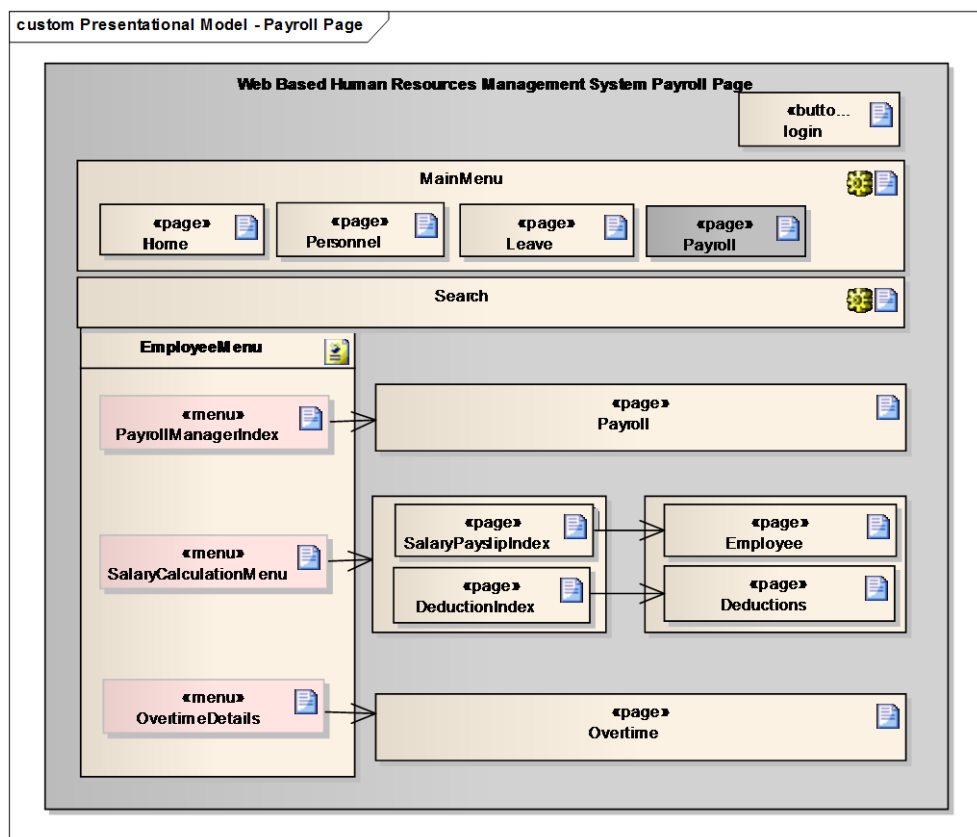 custom Presentational Model - Payroll Page
Web Based Human Resources Management System Payroll Page
«butto...
login
MainMenu
«page»
Home
«page»
Personnel
«page»
Leave
«page»
Payroll
Search
EmployeeMenu
«menu»
PayrollManagerIndex
«page»
Payroll
«menu»
SalaryCalculationMenu
«page»
SalaryPayslipIndex
«page»
Employee
«page»
DeductionIndex
«page»
Deductions
«menu»
OvertimeDetails
«page»
Overtime